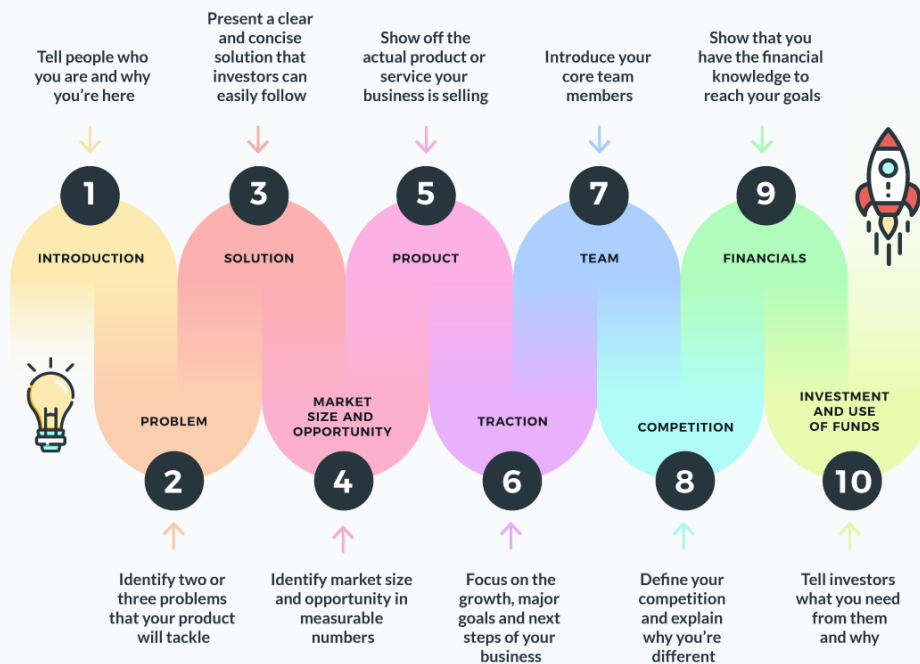 Tell people who
you are and why
you're here
1
INTRODUCTION
PROBLEM
2
Identify two or
three problems
that your product
will tackle
Present a clear
and concise
solution that
investors can
easily follow
3
SOLUTION
MARKET
SIZE AND
OPPORTUNITY
4
Identify market size
and opportunity in
measurable
numbers
Show off the
actual product or
service your
business is selling
5
PRODUCT
TRACTION
6
Focus on the
growth, major
goals and next
steps of your
business
Introduce your
core team
members
7
TEAM
COMPETITION
8
Define your
competition
and explain
why you're
different
Show that you
have the financial
knowledge to
reach your goals
9
FINANCIALS
INVESTMENT
AND USE
OF FUNDS
10
Tell investors
what you need
from them
and why